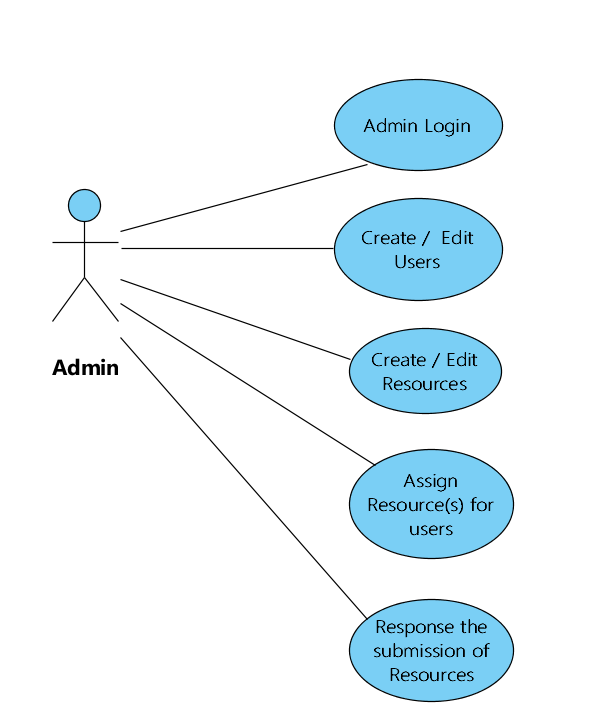 Admin Login
Create / Edit
Users
Create / Edit
Resources
Admin
Assign
Resource(s) for
users
Response the
submission of
Resources